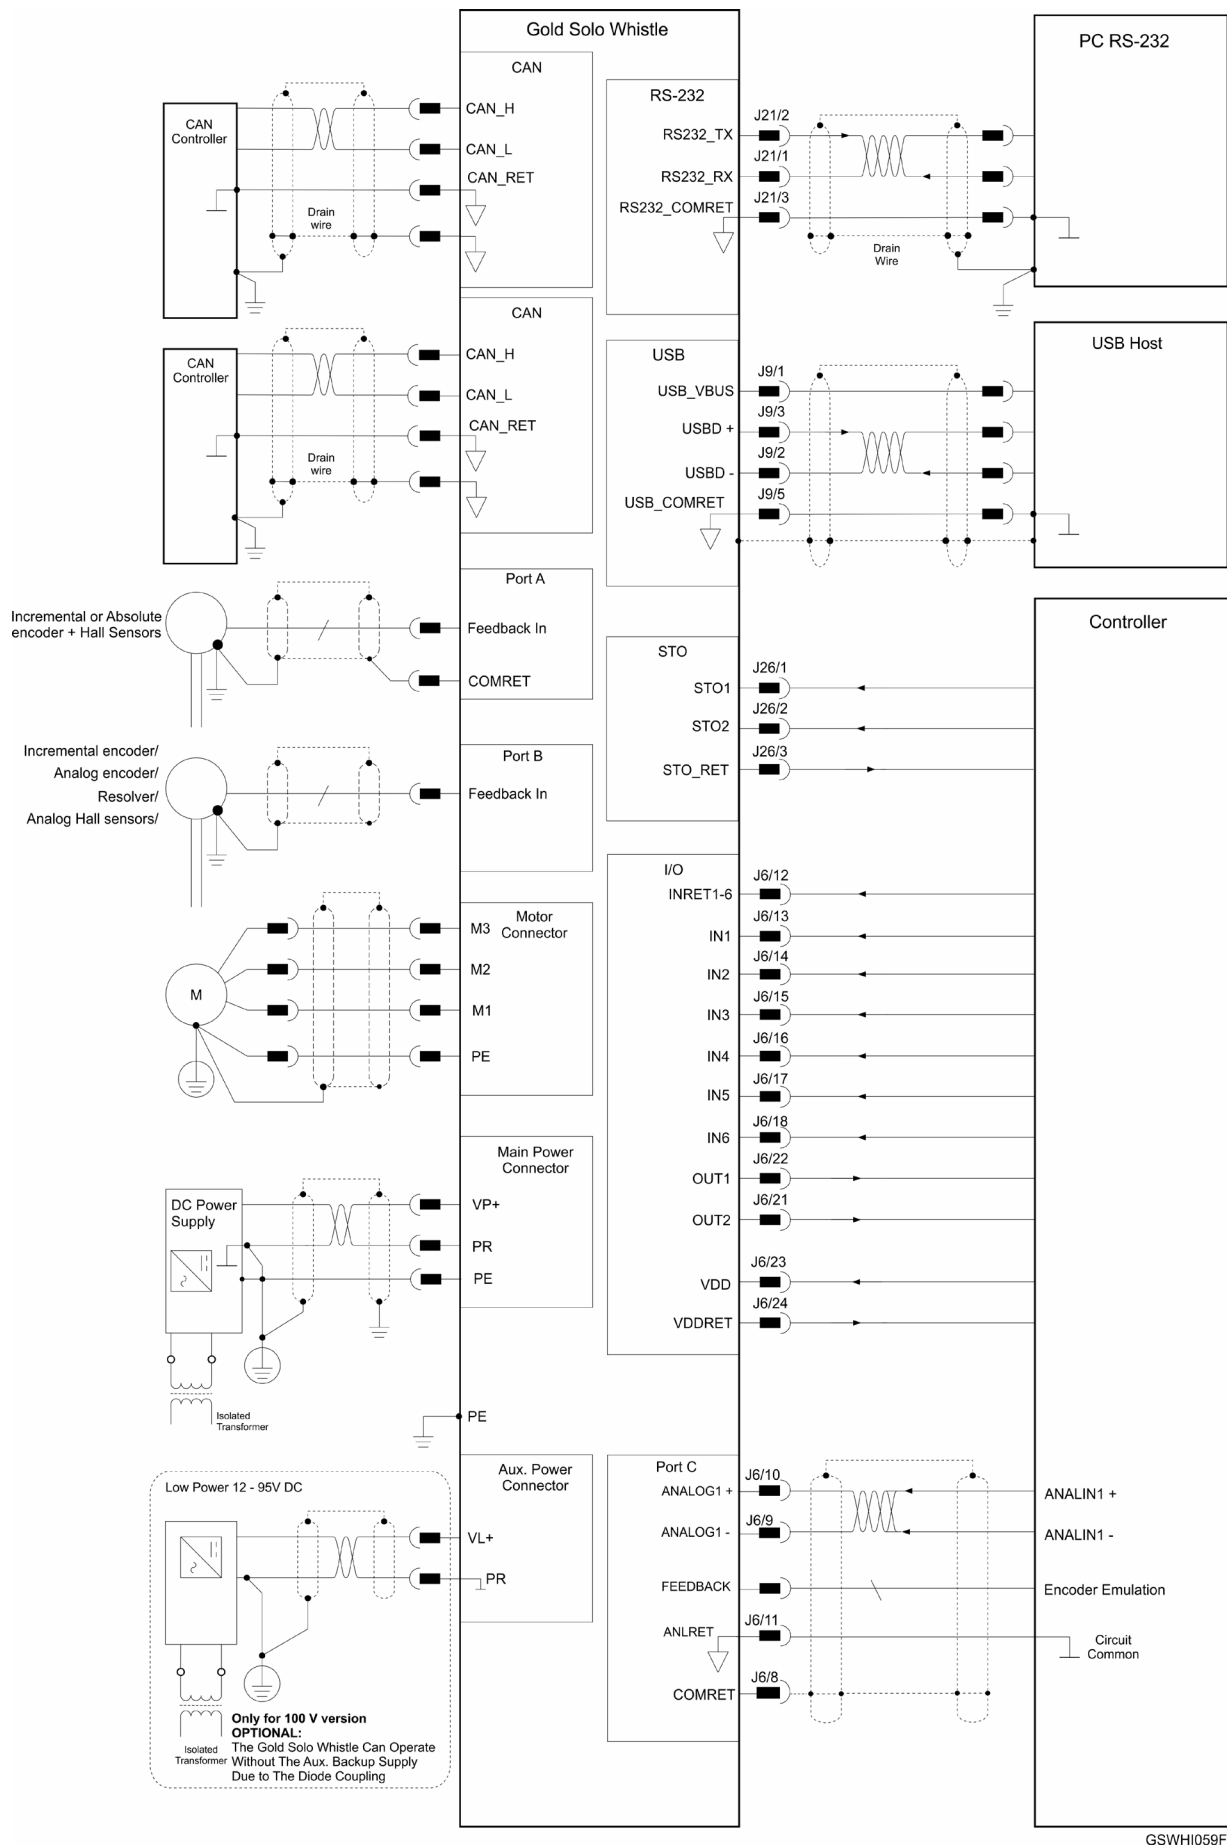 Gold Solo Whistle
CAN
CAN
Controller
CAN_H
CAN_L
CAN_RET
Drain
wire
CAN
CAN
Controller
CAN_H
CAN_L
CAN_RET
Drain
wire
Port A
Incremental or Absolute
encoder + Hall Sensors
Feedback In
COMRET
Port B
Incremental encoder/
Analog encoder/
Resolver/
Analog Hall sensors/
Feedback In
Motor
Connector
M3
M2
M
M1
PE
Main Power
Connector
DC Power
Supply
VP+
PR
PE
Isolated
Transformer
PE
Aux. Power
Connector
Low Power 12 - 95V DC
VL+
PR
Isolated
Transformer
Only for 100 V version
OPTIONAL:
The Gold Solo Whistle Can Operate
Without The Aux. Backup Supply
Due to The Diode Coupling
RS-232
PC RS-232
J21/2
RS232_TX
J21/1
RS232_RX
J21/3
RS232_COMRET
Drain
Wire
USB
USB Host
J9/1
USB_VBUS
J9/3
USBD +
J9/2
USBD -
J9/5
USB_COMRET
Controller
STO
J26/1
STO1
J26/2
STO2
J26/3
STO_RET
I/O
J6/12
INRET1-6
J6/13
IN1
J6/14
IN2
J6/15
IN3
J6/16
IN4
J6/17
IN5
J6/18
IN6
J6/22
OUT1
J6/21
OUT2
J6/23
VDD
J6/24
VDDRET
Port C
J6/10
ANALOG1 +
ANALIN1 +
J6/9
ANALOG1 -
ANALIN1 -
FEEDBACK
Encoder Emulation
J6/11
ANLRET
Circuit
Common
J6/8
COMRET
GSWHI059F